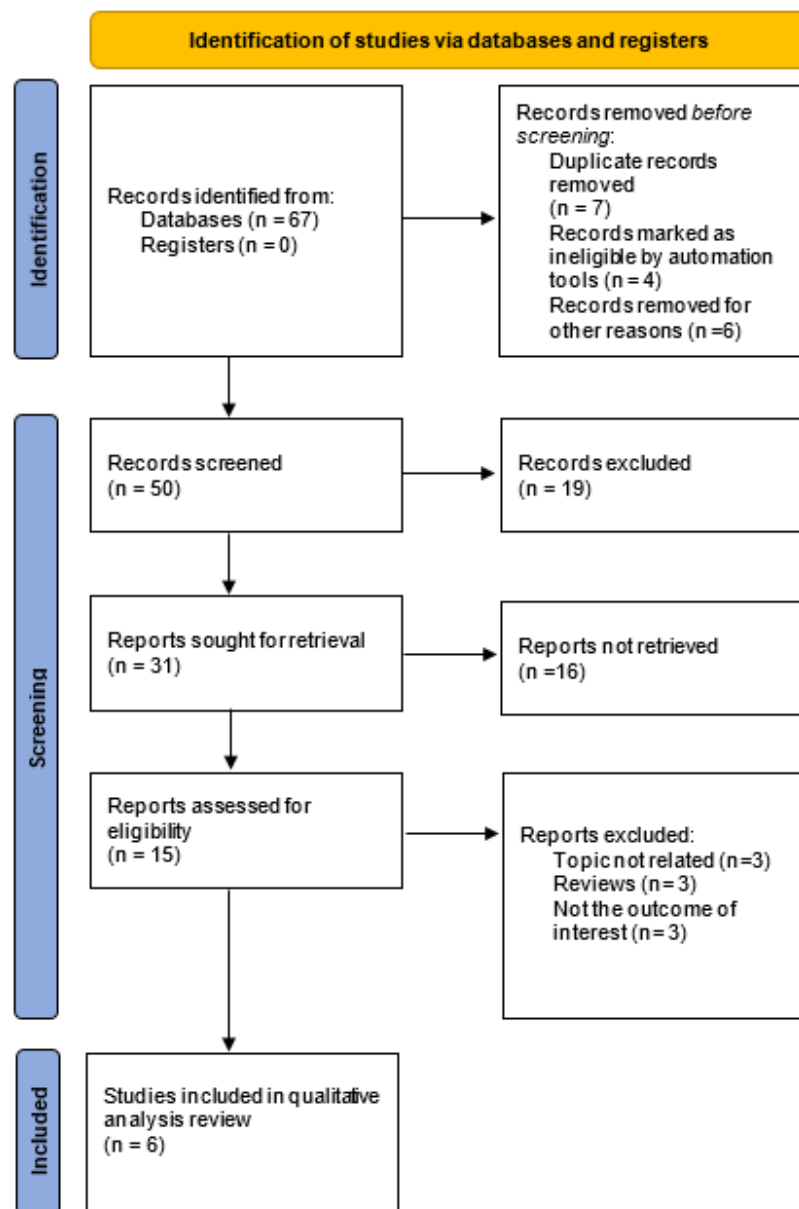 Identification of studies via databases and registers
Identification
Records identified from:
Databases (n = 67)
Registers (n = 0)
Records removed before
screening:
Duplicate records
removed
(n = 7)
Records marked as
ineligible by automation
tools (n = 4)
Records removed for
other reasons (n =6)
Screening
Records screened
(n = 50)
Records excluded
(n = 19)
Reports sought for retrieval
(n = 31)
Reports not retrieved
(n =16)
Reports assessed for
eligibility
(n = 15)
Reports excluded:
Topic not related (n=3)
Reviews (n=3)
Not the outcome of
interest (n=3)
Included
Studies included in qualitative
analysis review
(n = 6)